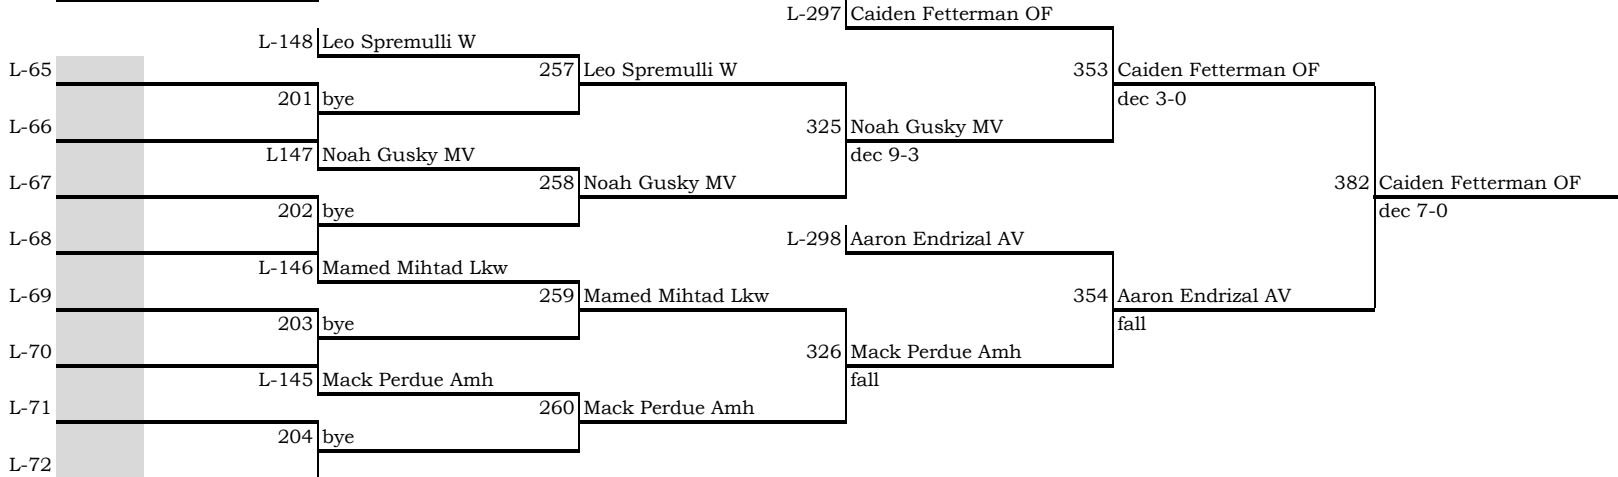 L-297 Caiden Fetterman OF
L-148 Leo Spremulli W
L-65
257 Leo Spremulli W
353 Caiden Fetterman OF
201 bye
dec 3-0
L-66
325 Noah Gusky MV
L147 Noah Gusky MV
dec 9-3
L-67
258 Noah Gusky MV
382 Caiden Fetterman OF
202 bye
dec 7-0
L-68
L-298 Aaron Endrizal AV
L-146 Mamed Mihtad Lkw
L-69
259 Mamed Mihtad Lkw
354 Aaron Endrizal AV
203 bye
fall
L-70
326 Mack Perdue Amh
L-145 Mack Perdue Amh
fall
L-71
260 Mack Perdue Amh
204 bye
L-72